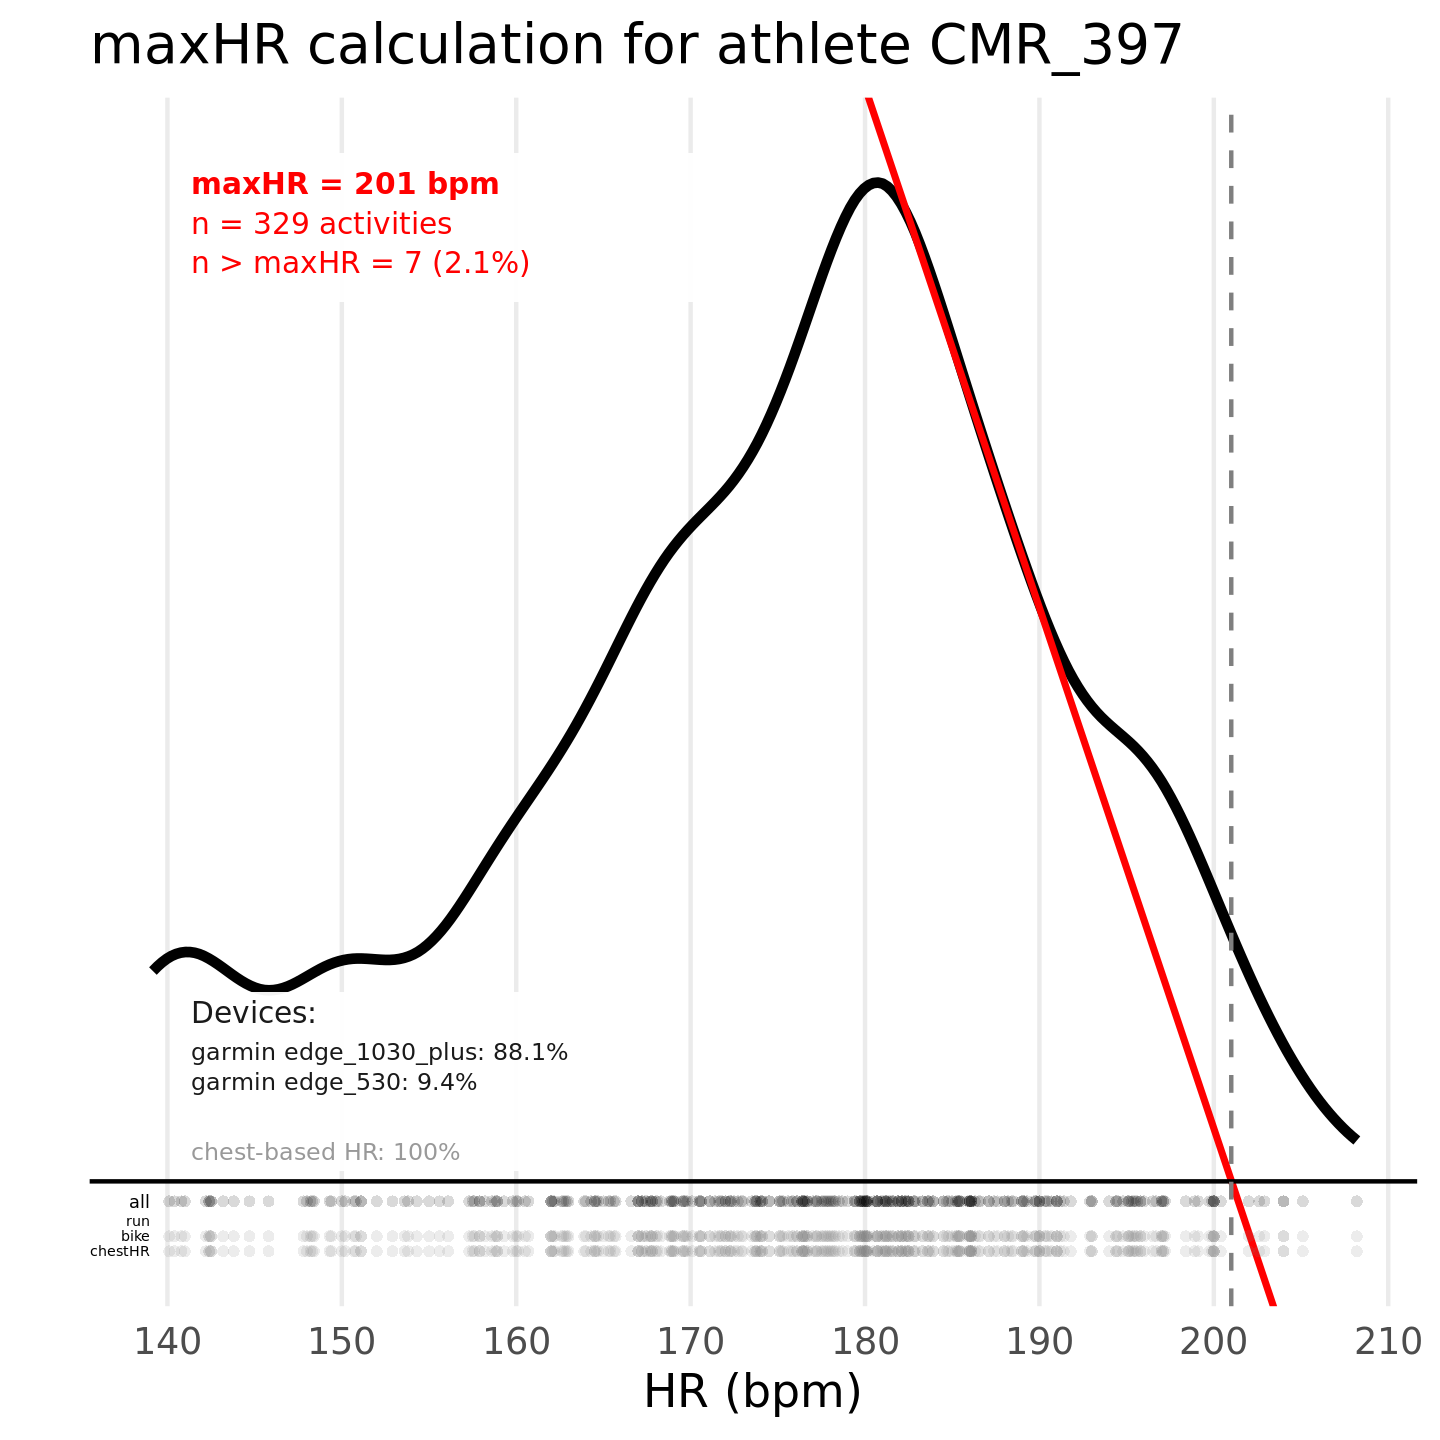 maxHR calculation for athlete CMR_397
maxHR = 201 bpm
n = 329 activities
n > maxHR = 7 (2.1%)
Devices:
garmin edge_1030_plus: 88.1%
garmin edge_530: 9.4%
chest-based HR: 100%
all
run
bike
chestHR
140 150 160 170 180 190 200 210
HR (bpm)